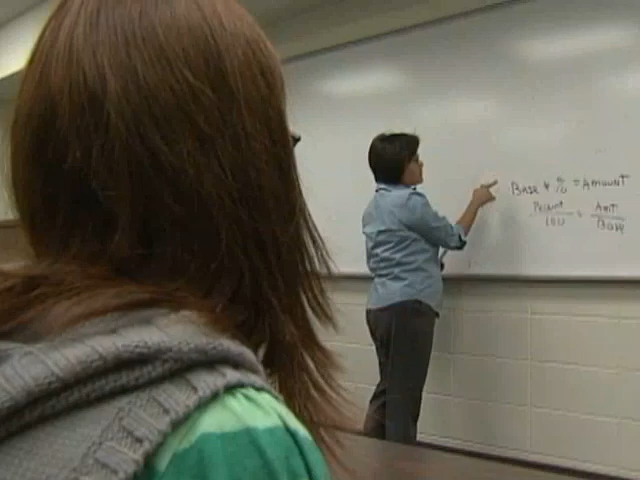 BASE * % = AMOUNT
PERCENT = AMT
100 BASE